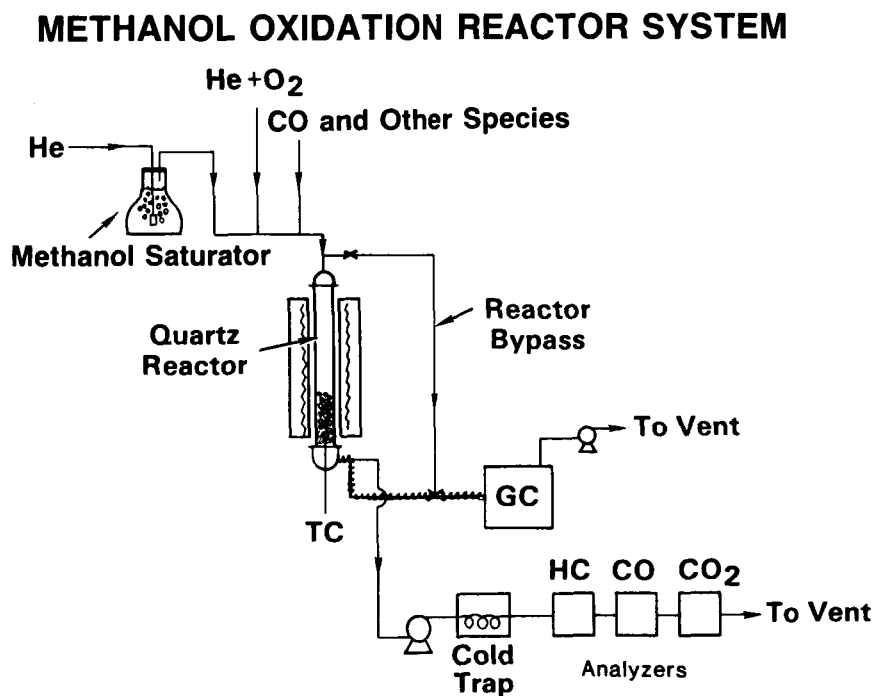 METHANOL OXIDATION REACTOR SYSTEM
He+O2
CO and Other Species
He
Methanol Saturator
Quartz
Reactor
Reactor
Bypass
To Vent
GC
TC
HC CO CO2
To Vent
Cold
Trap
Analyzers